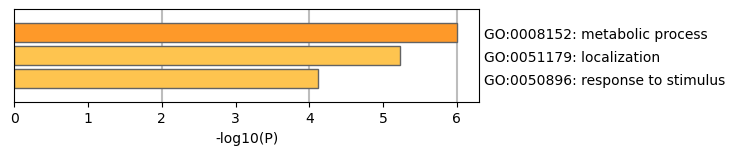 GO:0008152: metabolic process
GO:0051179: localization
GO:0050896: response to stimulus
0 1 2 3 4 5 6
-log10(P)